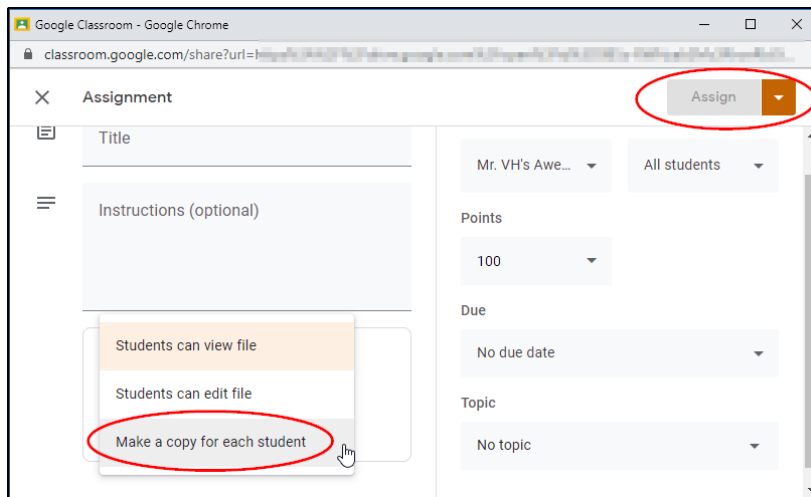 Google Classroom - Google Chrome
classroom.google.com/share?url=
Assignment
Assign
Title
Instructions (optional)
Students can view file
Students can edit file
Make a copy for each student
Mr. VH's Awe...
All students
Points
100
Due
No due date
Topic
No topic